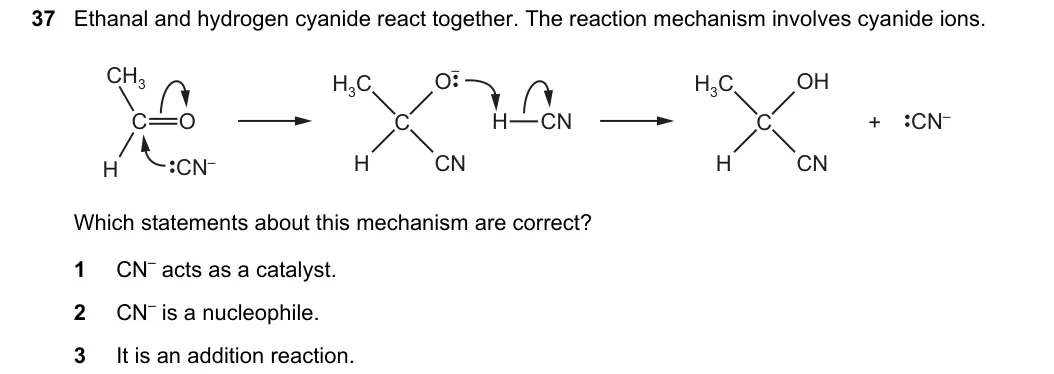 37 Ethanal and hydrogen cyanide react together. The reaction mechanism involves cyanide ions.
CH₃ H₃C O:⁻ H₃C OH
C=O C H—CN C + :CN⁻
H :CN⁻ H CN H CN
Which statements about this mechanism are correct?
1 CN⁻ acts as a catalyst.
2 CN⁻ is a nucleophile.
3 It is an addition reaction.